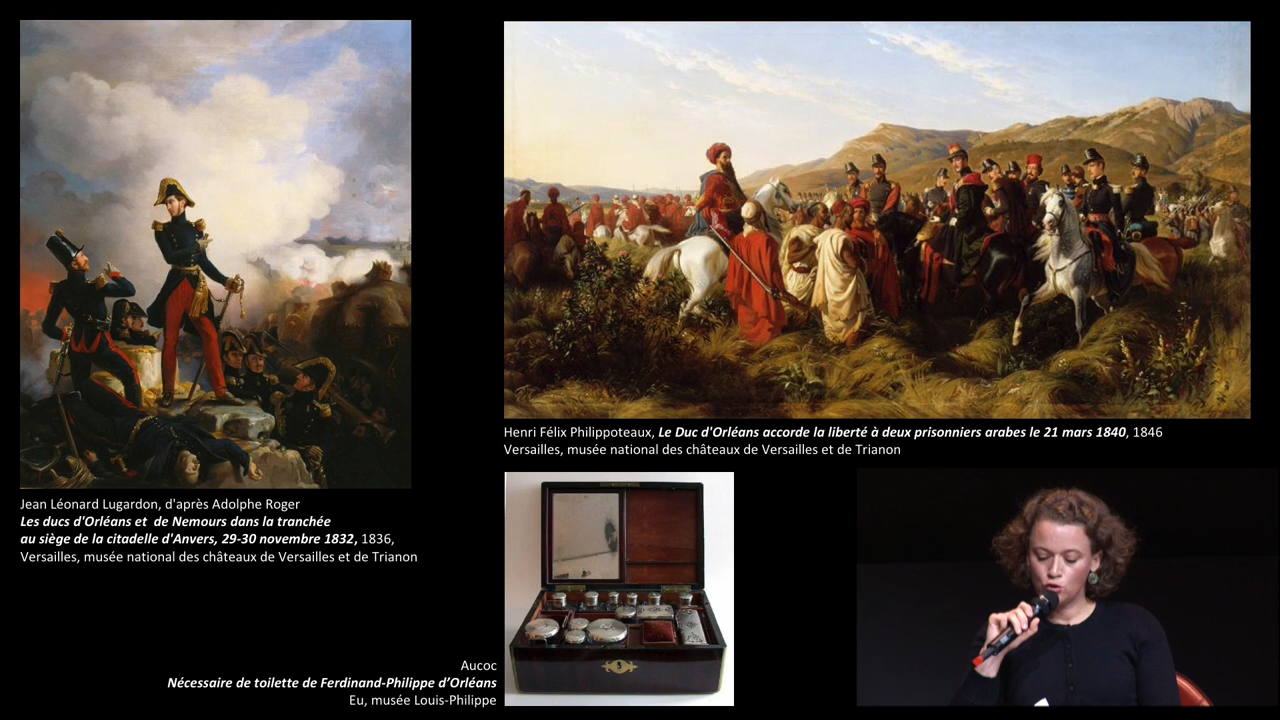 Jean Léonard Lugardon, d'après Adolphe Roger
Les ducs d'Orléans et  de Nemours dans la tranchée
au siège de la citadelle d'Anvers, 29-30 novembre 1832, 1836,
Versailles, musée national des châteaux de Versailles et de Trianon
Henri Félix Philippoteaux, Le Duc d'Orléans accorde la liberté à deux prisonniers arabes le 21 mars 1840, 1846
Versailles, musée national des châteaux de Versailles et de Trianon
Aucoc
Nécessaire de toilette de Ferdinand-Philippe d’Orléans
Eu, musée Louis-Philippe